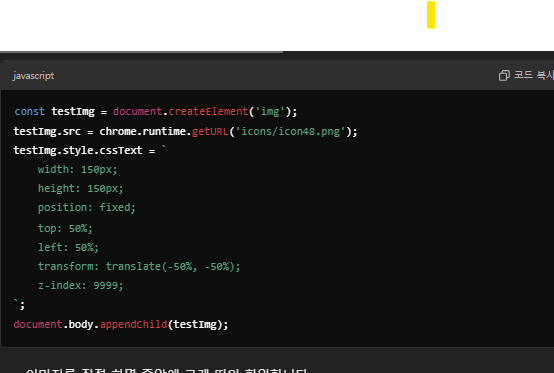 javascript
코드 복사
const testImg = document.createElement('img');
testImg.src = chrome.runtime.getURL('icons/icon48.png');
testImg.style.cssText = `
width: 150px;
height: 150px;
position: fixed;
top: 50%;
left: 50%;
transform: translate(-50%, -50%);
z-index: 9999;
`;
document.body.appendChild(testImg);